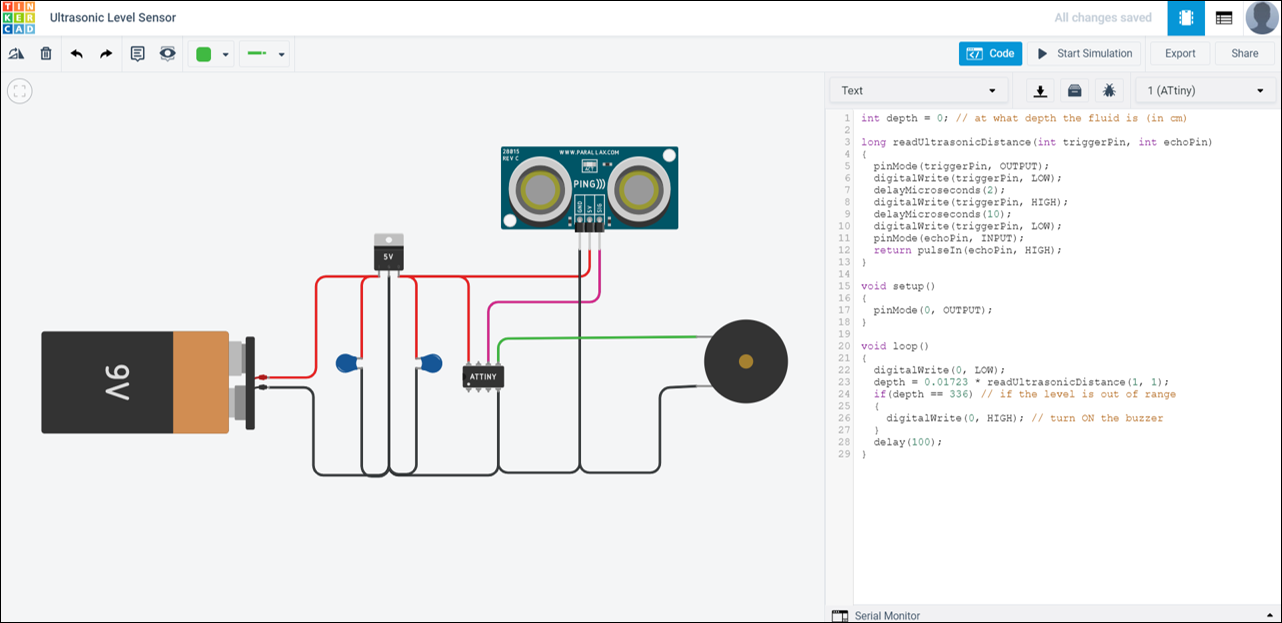 TIN
KER
CAD
Ultrasonic Level Sensor
All changes saved
Code
Start Simulation
Export
Share
Text
1 (ATtiny)
28015
REV C
WWW.PARALLAX.COM
PING)))
GND
5V
SIG
5V
9V
ATTINY
1 int depth = 0; // at what depth the fluid is (in cm)
2
3 long readUltrasonicDistance(int triggerPin, int echoPin)
4 {
5 pinMode(triggerPin, OUTPUT);
6 digitalWrite(triggerPin, LOW);
7 delayMicroseconds(2);
8 digitalWrite(triggerPin, HIGH);
9 delayMicroseconds(10);
10 digitalWrite(triggerPin, LOW);
11 pinMode(echoPin, INPUT);
12 return pulseIn(echoPin, HIGH);
13 }
14
15 void setup()
16 {
17 pinMode(0, OUTPUT);
18 }
19
20 void loop()
21 {
22 digitalWrite(0, LOW);
23 depth = 0.01723 * readUltrasonicDistance(1, 1);
24 if(depth == 336) // if the level is out of range
25 {
26 digitalWrite(0, HIGH); // turn ON the buzzer
27 }
28 delay(100);
29 }
Serial Monitor